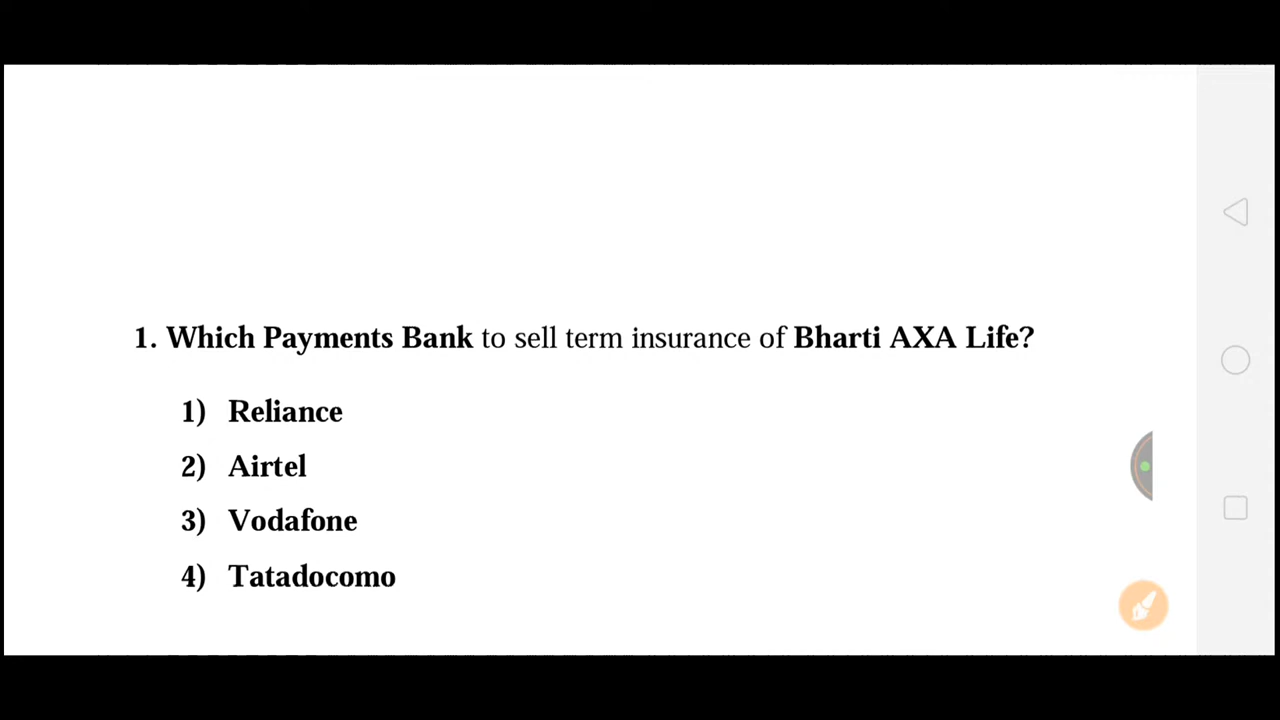 1. Which Payments Bank to sell term insurance of Bharti AXA Life?
1) Reliance
2) Airtel
3) Vodafone
4) Tatadocomo